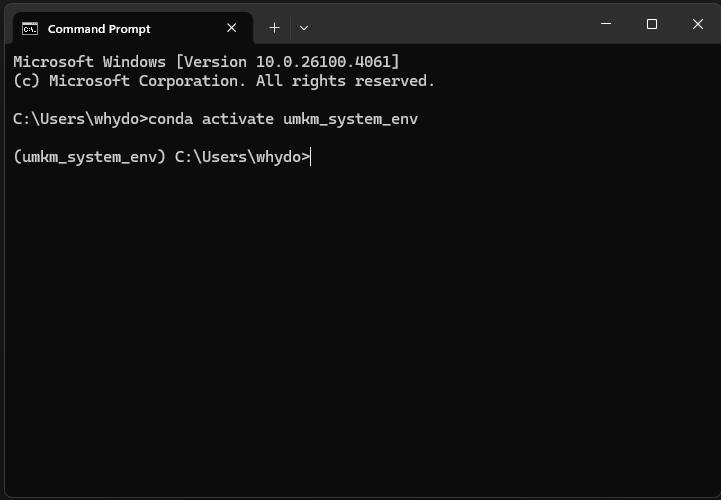 Command Prompt
Microsoft Windows [Version 10.0.26100.4061]
(c) Microsoft Corporation. All rights reserved.
C:\Users\whydo>conda activate umkm_system_env
(umkm_system_env) C:\Users\whydo>